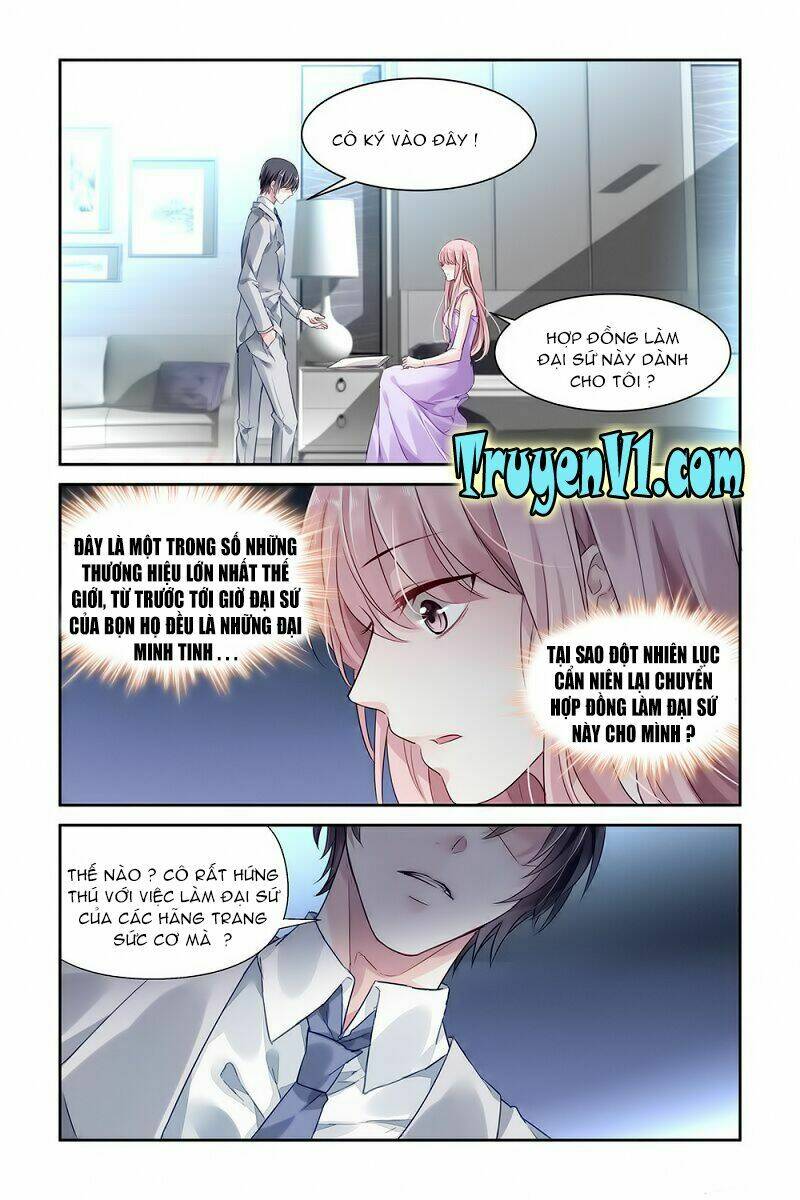 CÔ KÝ VÀO ĐÂY !
HỢP ĐỒNG LÀM
ĐẠI SỨ NÀY DÀNH
CHO TÔI ?
TruyenV1.com
ĐÂY LÀ MỘT TRONG SỐ NHỮNG
THƯƠNG HIỆU LỚN NHẤT THẾ
GIỚI, TỪ TRƯỚC TỚI GIỜ ĐẠI SỨ
CỦA BỌN HỌ ĐỀU LÀ NHỮNG ĐẠI
MINH TINH . . .
TẠI SAO ĐỘT NHIÊN LỤC
CẨN NIÊN LẠI CHUYỂN
HỢP ĐỒNG LÀM ĐẠI SỨ
NÀY CHO MÌNH ?
THẾ NÀO ? CÔ RẤT HỨNG
THÚ VỚI VIỆC LÀM ĐẠI SỨ
CỦA CÁC HÃNG TRANG
SỨC CƠ MÀ ?